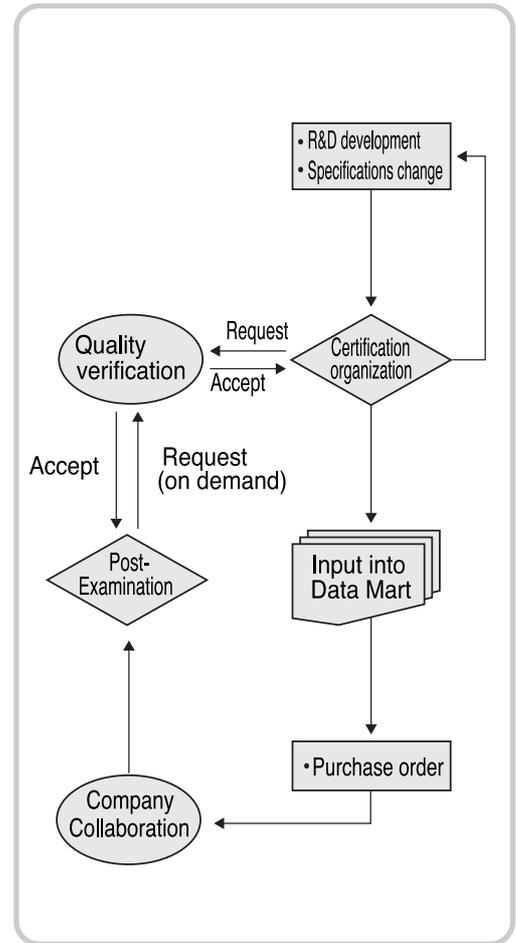 • R&D development
• Specifications change
Request
Certification
organization
Quality
verification
Accept
Accept
Request
(on demand)
Post-
Examination
Input into
Data Mart
• Purchase order
Company
Collaboration